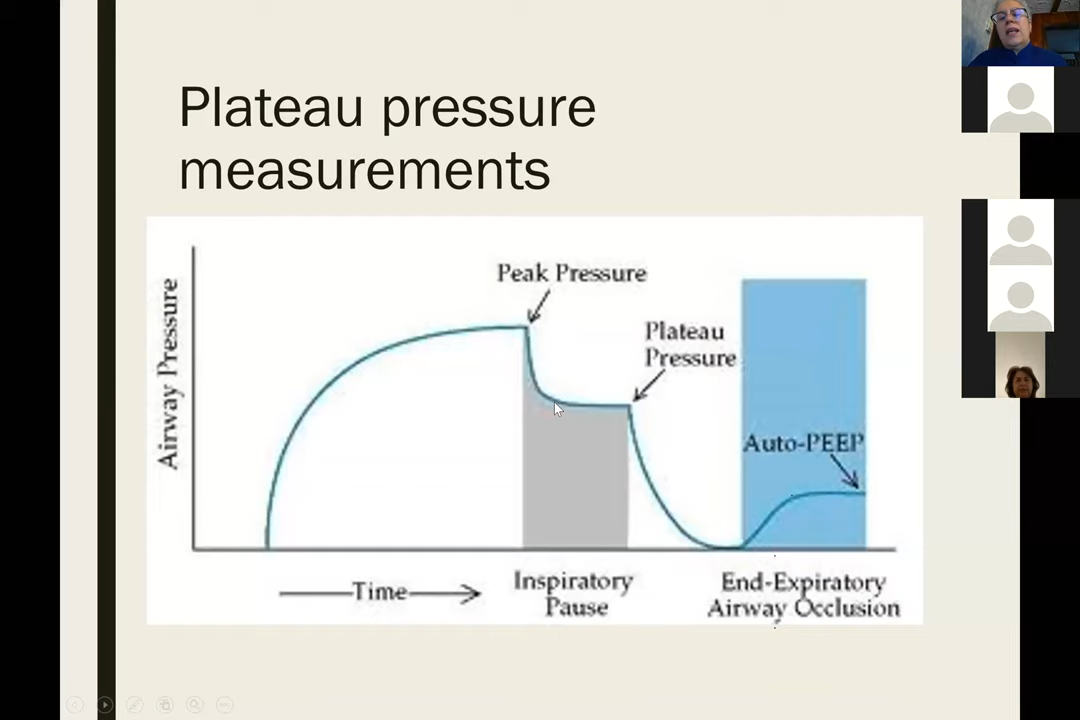 Plateau pressure
measurements
Peak Pressure
Plateau
Pressure
Airway Pressure
Auto-PEEP
Time
Inspiratory
Pause
End-Expiratory
Airway Occlusion